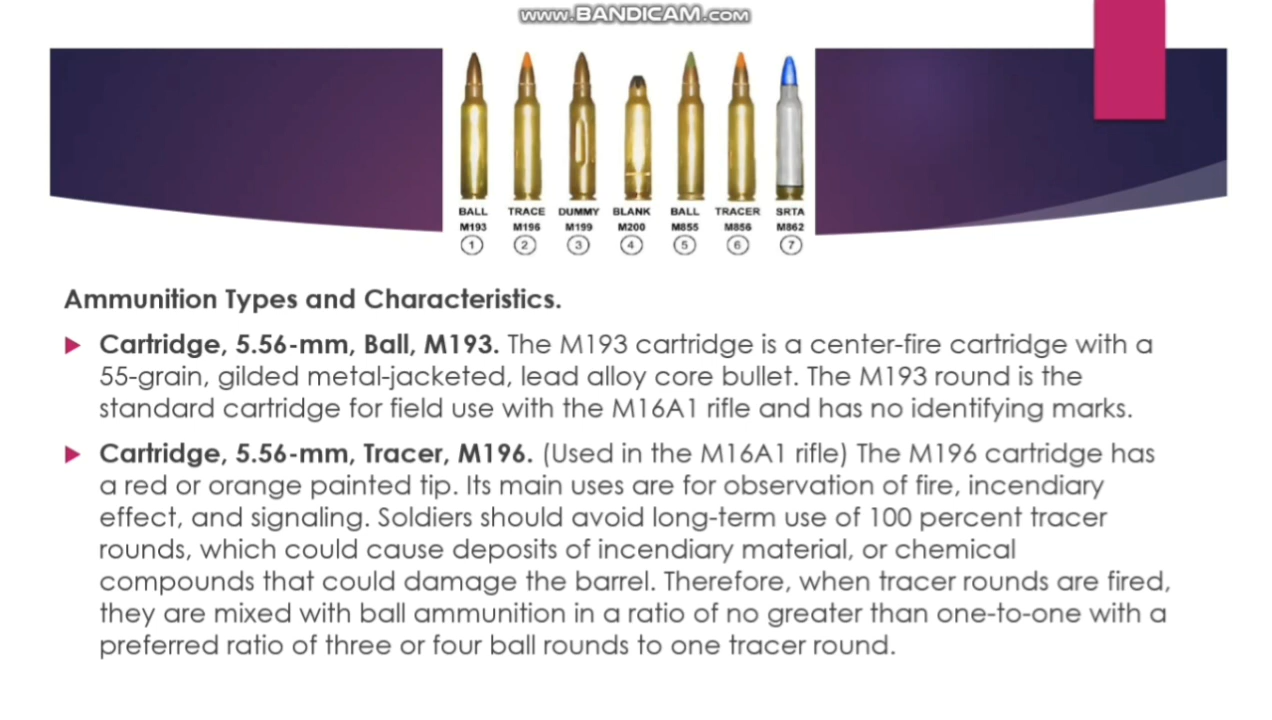 www.BANDICAM.com
BALL TRACE DUMMY BLANK BALL TRACER SRTA
M193 M196 M199 M200 M855 M856 M862
1 2 3 4 5 6 7
Ammunition Types and Characteristics.
Cartridge, 5.56-mm, Ball, M193. The M193 cartridge is a center-fire cartridge with a
55-grain, gilded metal-jacketed, lead alloy core bullet. The M193 round is the
standard cartridge for field use with the M16A1 rifle and has no identifying marks.
Cartridge, 5.56-mm, Tracer, M196. (Used in the M16A1 rifle) The M196 cartridge has
a red or orange painted tip. Its main uses are for observation of fire, incendiary
effect, and signaling. Soldiers should avoid long-term use of 100 percent tracer
rounds, which could cause deposits of incendiary material, or chemical
compounds that could damage the barrel. Therefore, when tracer rounds are fired,
they are mixed with ball ammunition in a ratio of no greater than one-to-one with a
preferred ratio of three or four ball rounds to one tracer round.